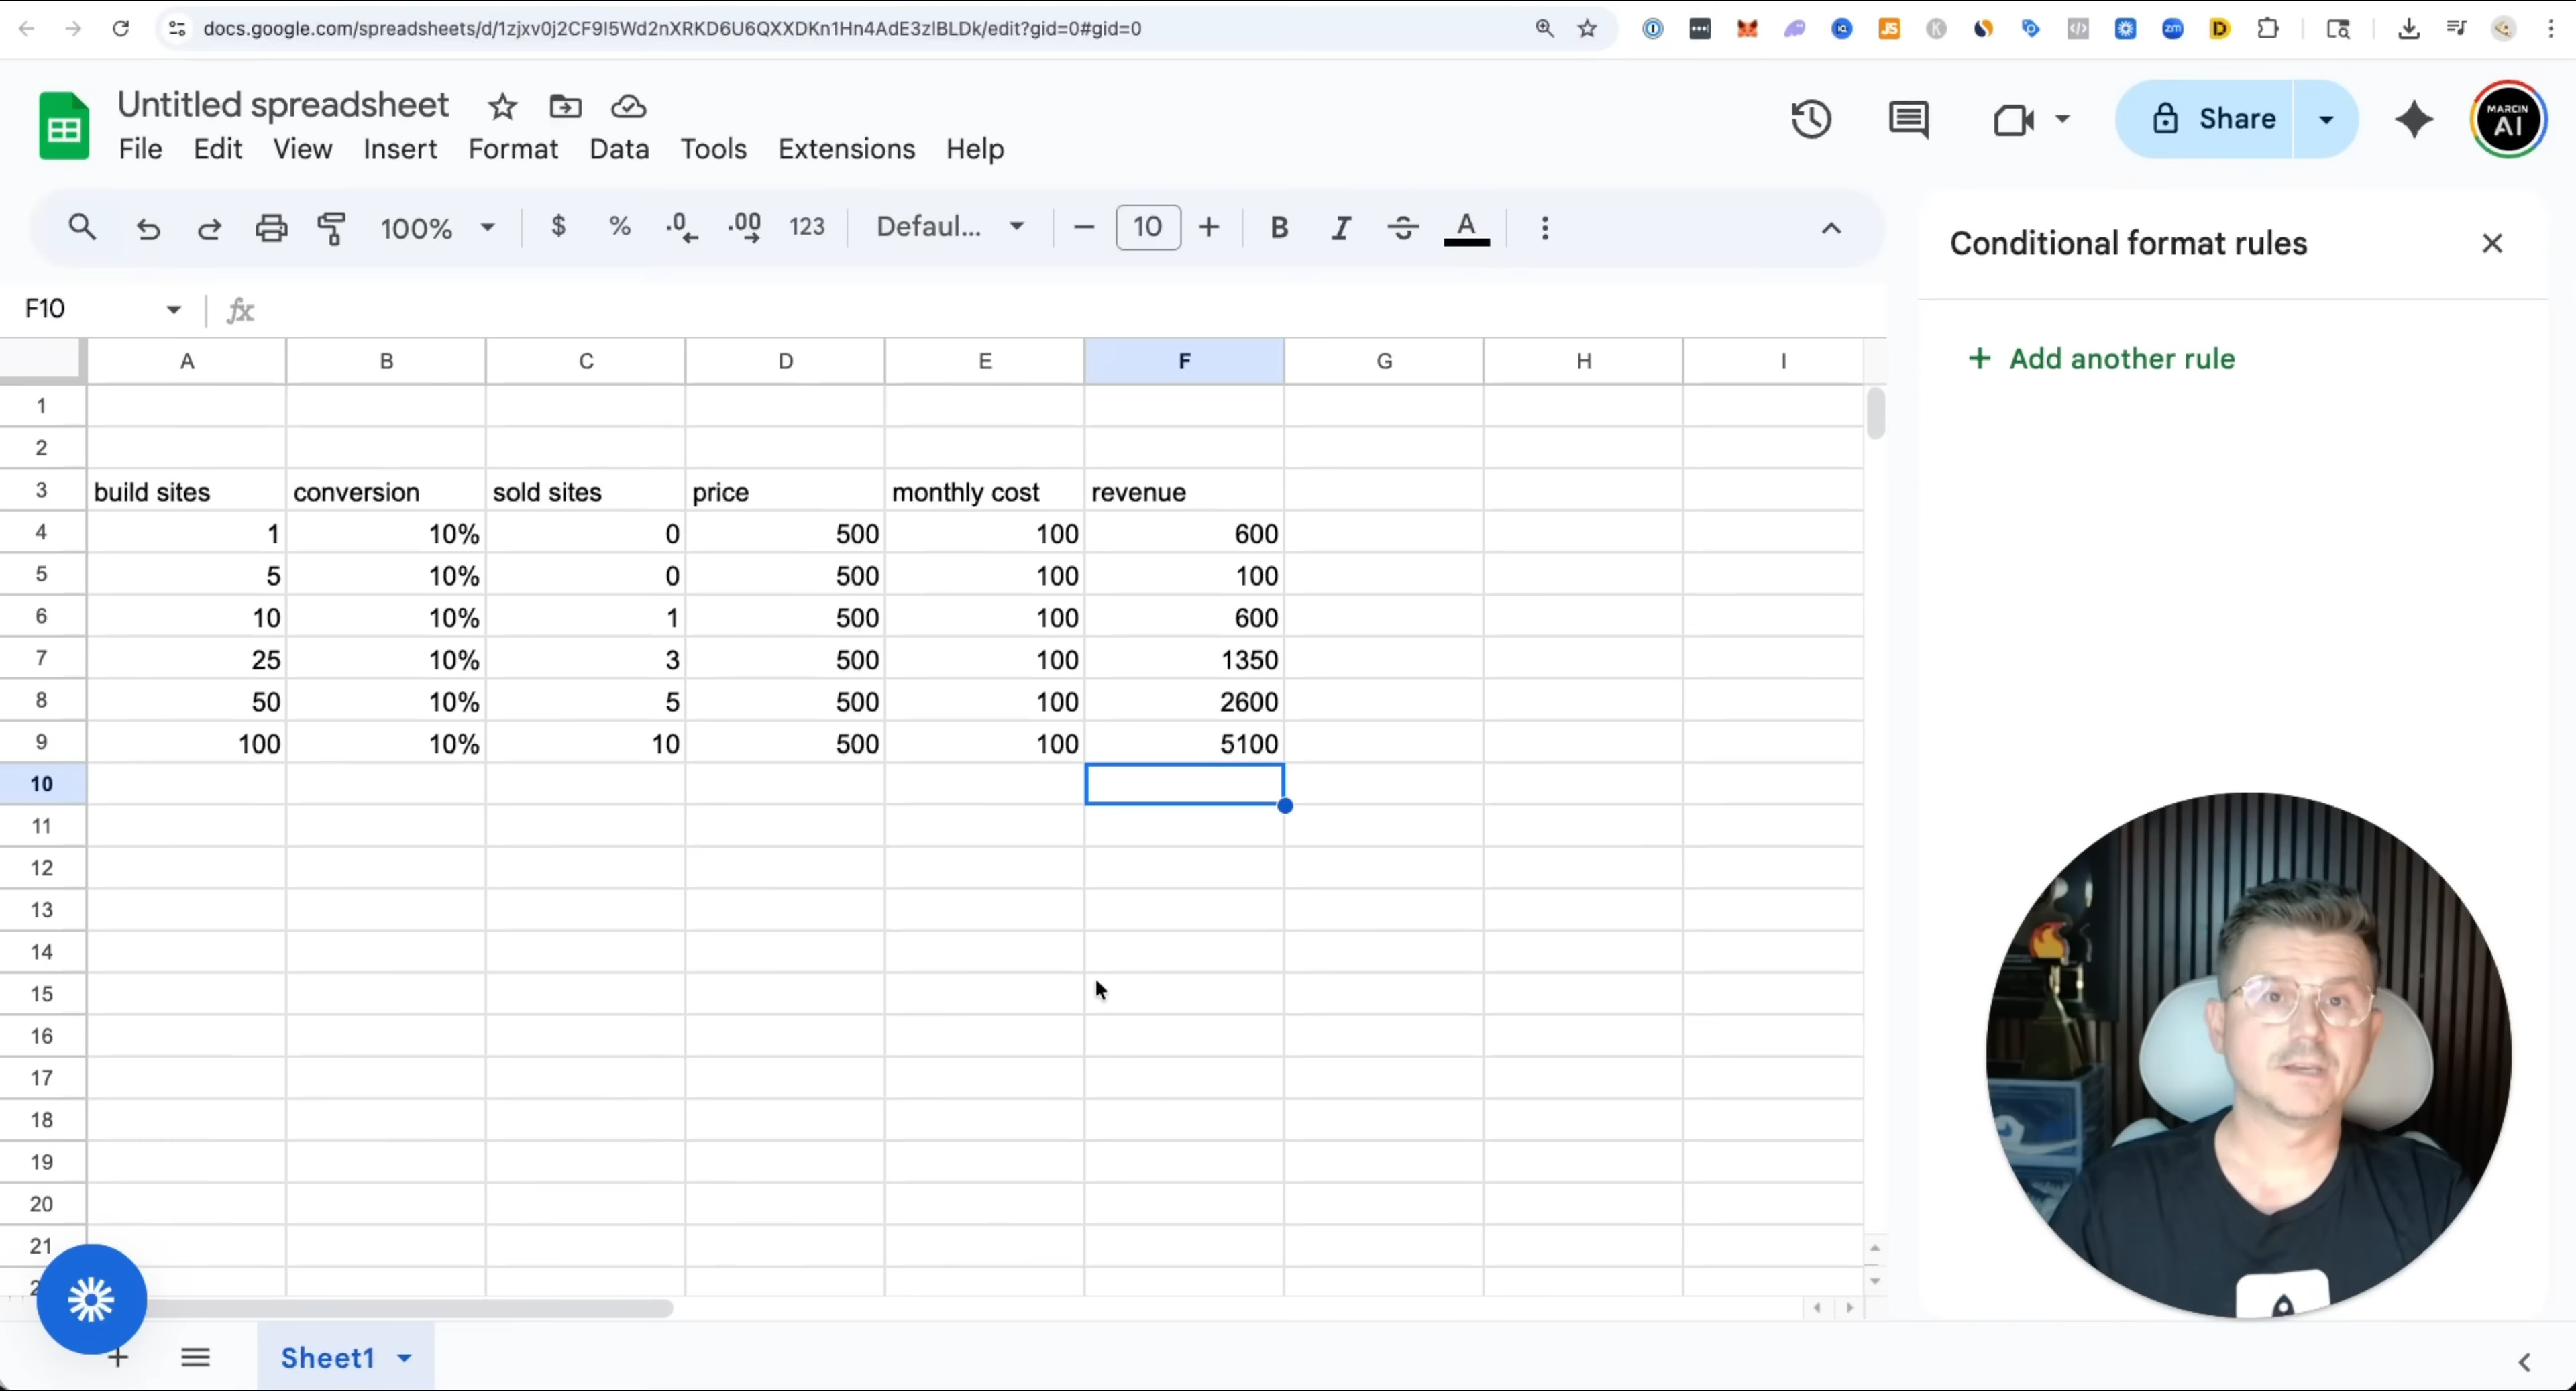 docs.google.com/spreadsheets/d/1zjxv0j2CF9I5Wd2nXRKD6U6QXXDKn1Hn4AdE3zlBLDk/edit?gid=0#gid=0
Untitled spreadsheet
File Edit View Insert Format Data Tools Extensions Help
Share
MARCIN
AI
100% $ % .0 .00 123 Defaul... − 10 + B I S A
Conditional format rules
F10 fx
+ Add another rule
A B C D E F G H I
1
2
3 build sites conversion sold sites price monthly cost revenue
4 1 10% 0 500 100 600
5 5 10% 0 500 100 100
6 10 10% 1 500 100 600
7 25 10% 3 500 100 1350
8 50 10% 5 500 100 2600
9 100 10% 10 500 100 5100
10
11
12
13
14
15
16
17
18
19
20
21
Sheet1